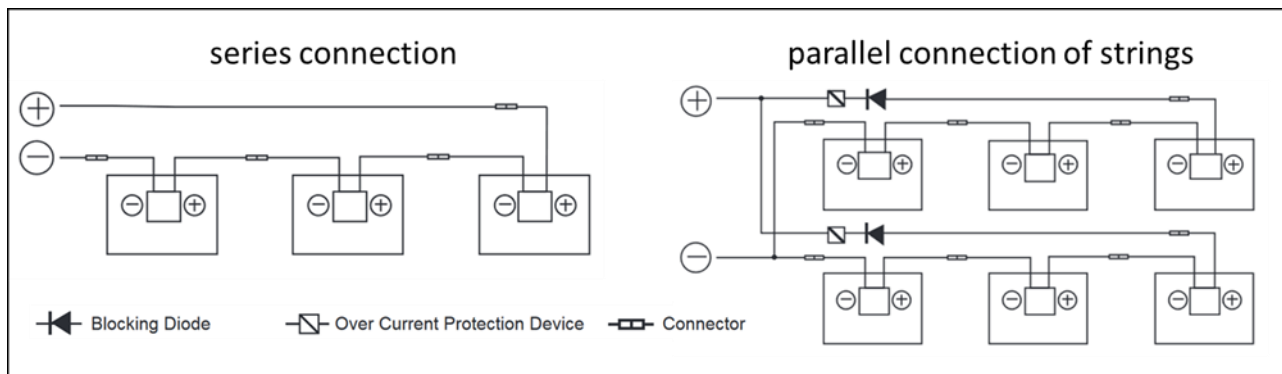 series connection
parallel connection of strings
+
−
− + − + − +
+
− + − + − +
−
− + − + − +
Blocking Diode
Over Current Protection Device
Connector